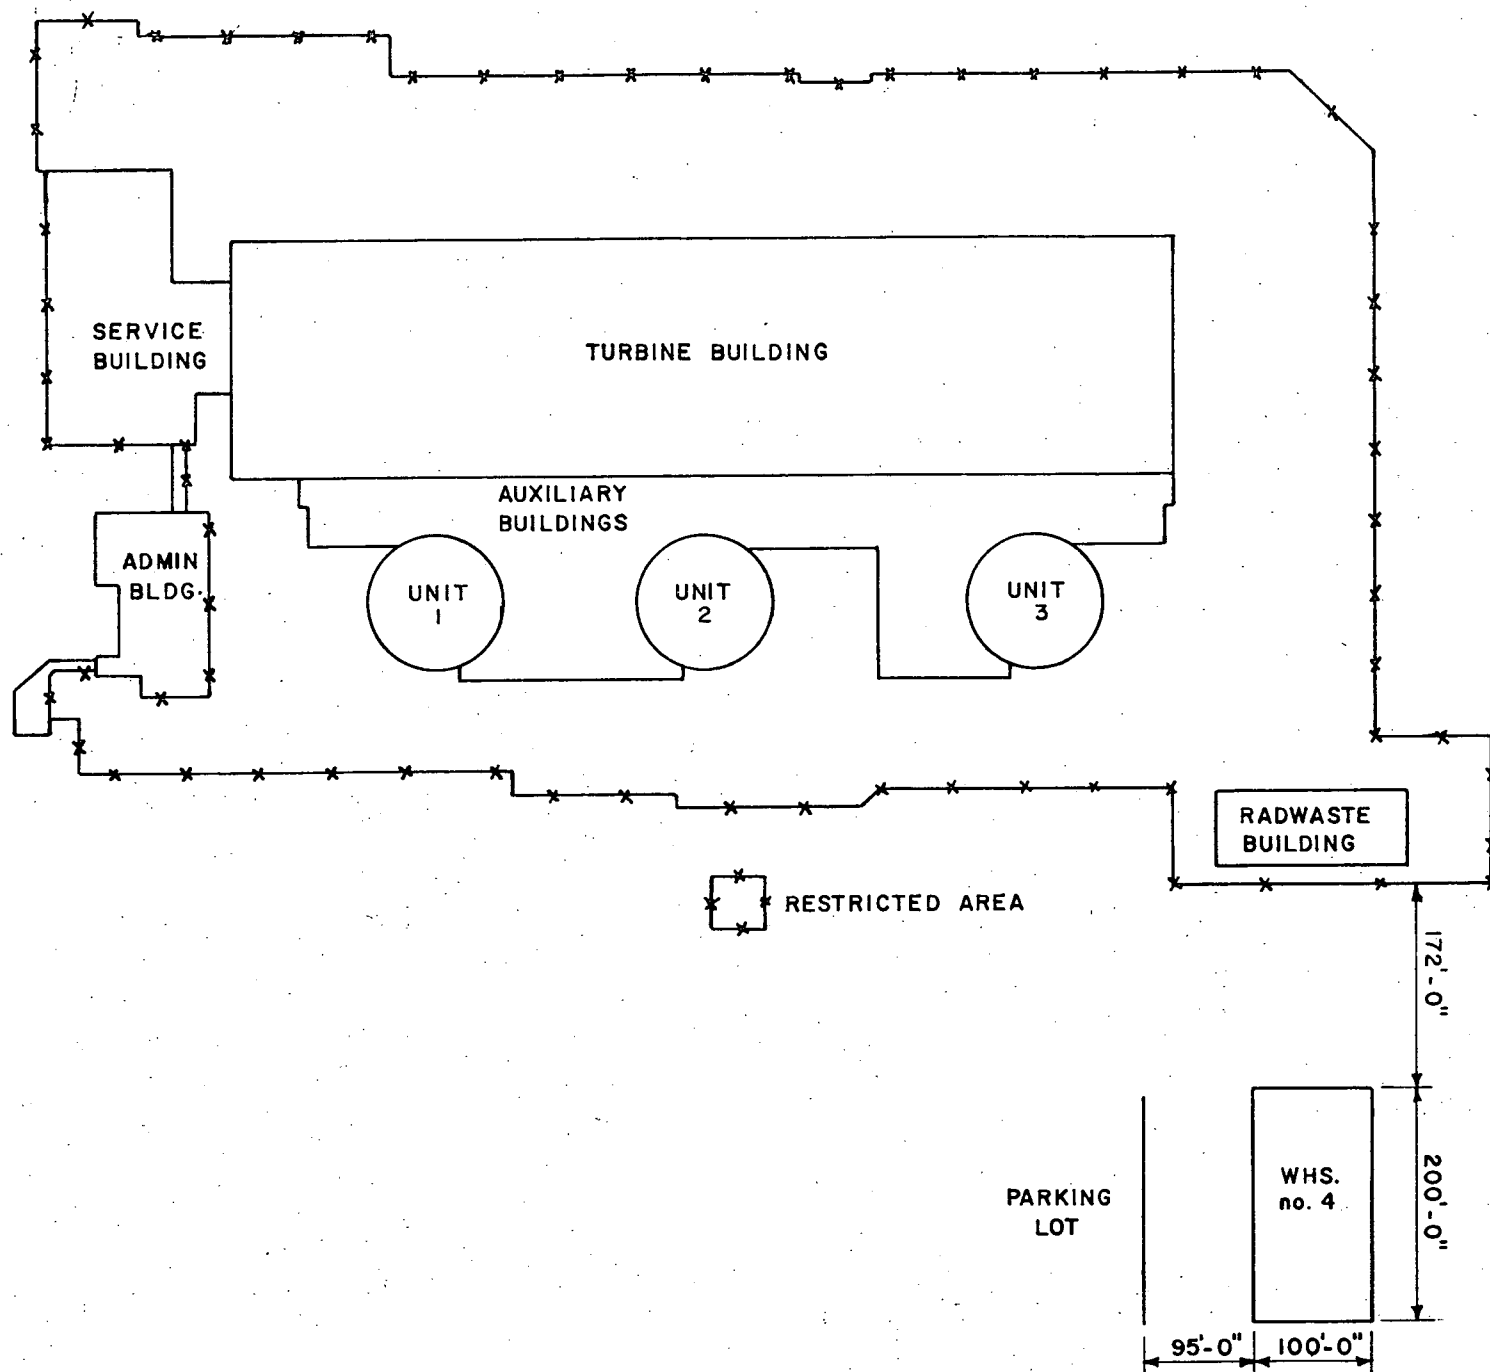 SERVICE
BUILDING
TURBINE BUILDING
AUXILIARY
BUILDINGS
ADMIN
BLDG.
UNIT
1
UNIT
2
UNIT
3
RADWASTE
BUILDING
RESTRICTED AREA
172'-0"
WHS.
no. 4
200'-0"
PARKING
LOT
95'-0"
100'-0"